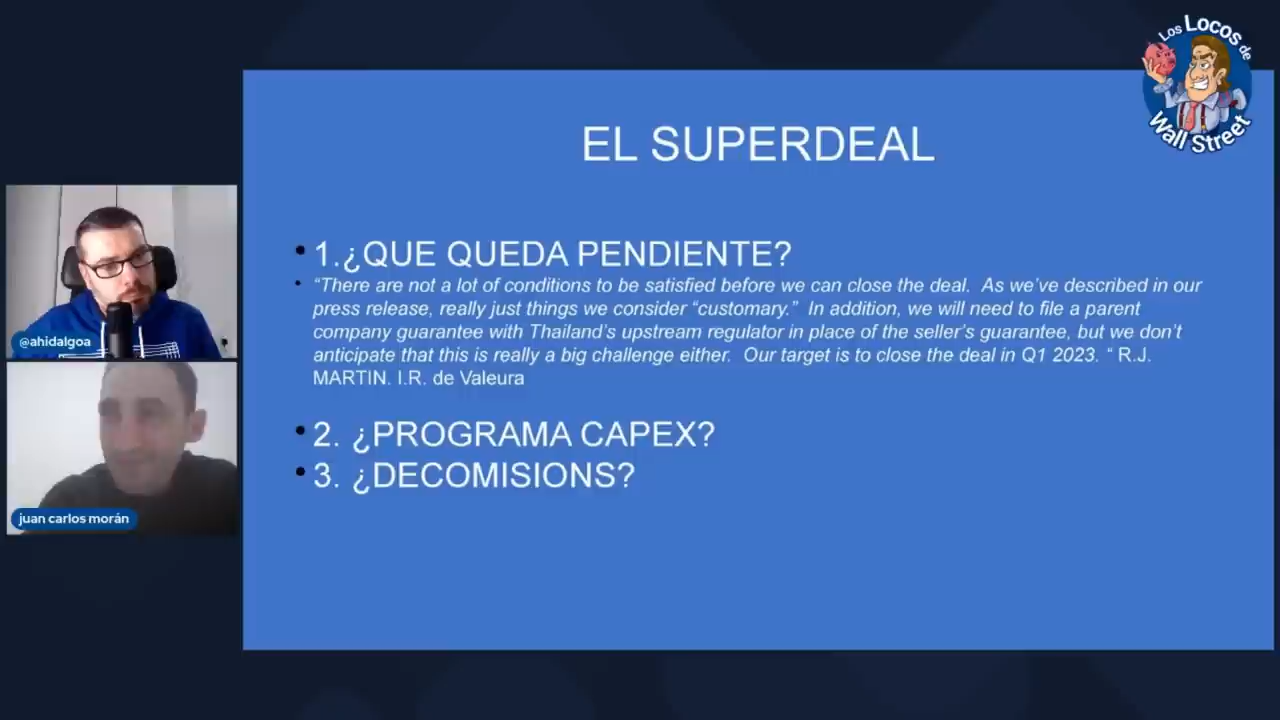 Los Locos de
Wall Street
EL SUPERDEAL
1.¿QUE QUEDA PENDIENTE?
“There are not a lot of conditions to be satisfied before we can close the deal.  As we’ve described in our
press release, really just things we consider “customary.”  In addition, we will need to file a parent
company guarantee with Thailand’s upstream regulator in place of the seller’s guarantee, but we don’t
anticipate that this is really a big challenge either.  Our target is to close the deal in Q1 2023. “ R.J.
MARTIN. I.R. de Valeura
2. ¿PROGRAMA CAPEX?
3. ¿DECOMISIONS?
@ahidalgoa
juan carlos morán